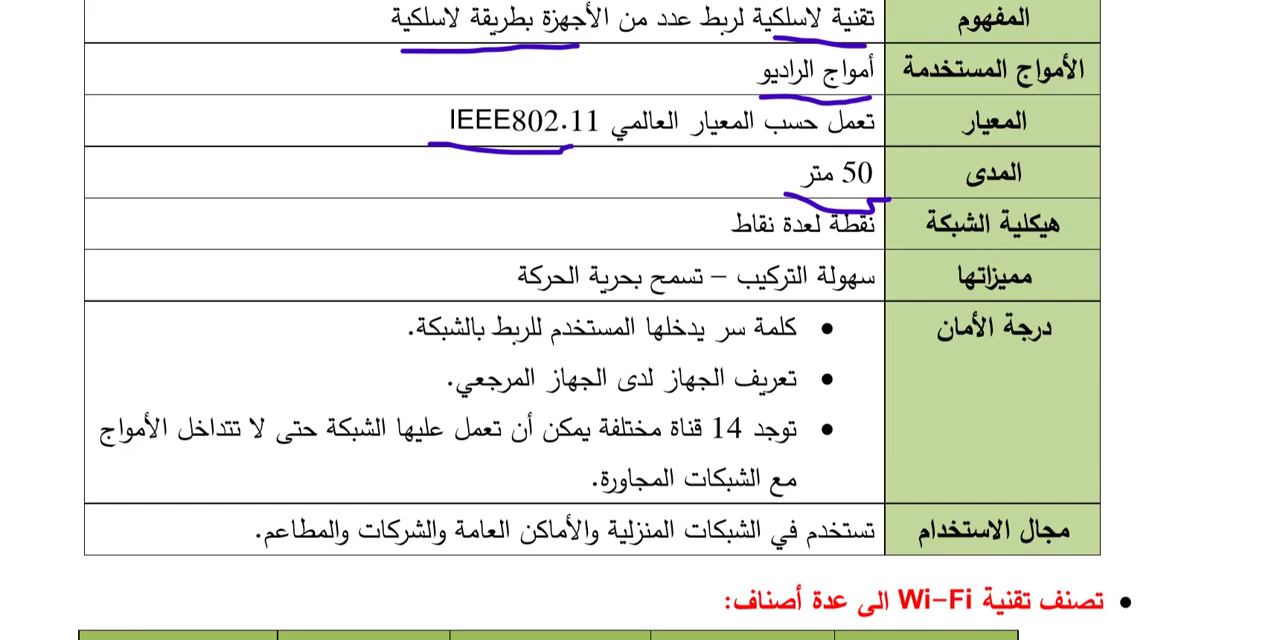 المفهوم
تقنية لاسلكية لربط عدد من الأجهزة بطريقة لاسلكية
الأمواج المستخدمة
أمواج الراديو
المعيار
تعمل حسب المعيار العالمي IEEE802.11
المدى
50 متر
هيكلية الشبكة
نقطة لعدة نقاط
مميزاتها
سهولة التركيب – تسمح بحرية الحركة
درجة الأمان
• كلمة سر يدخلها المستخدم للربط بالشبكة.
• تعريف الجهاز لدى الجهاز المرجعي.
• توجد 14 قناة مختلفة يمكن أن تعمل عليها الشبكة حتى لا تتداخل الأمواج
مع الشبكات المجاورة.
مجال الاستخدام
تستخدم في الشبكات المنزلية والأماكن العامة والشركات والمطاعم.
• تصنف تقنية Wi-Fi الى عدة أصناف: